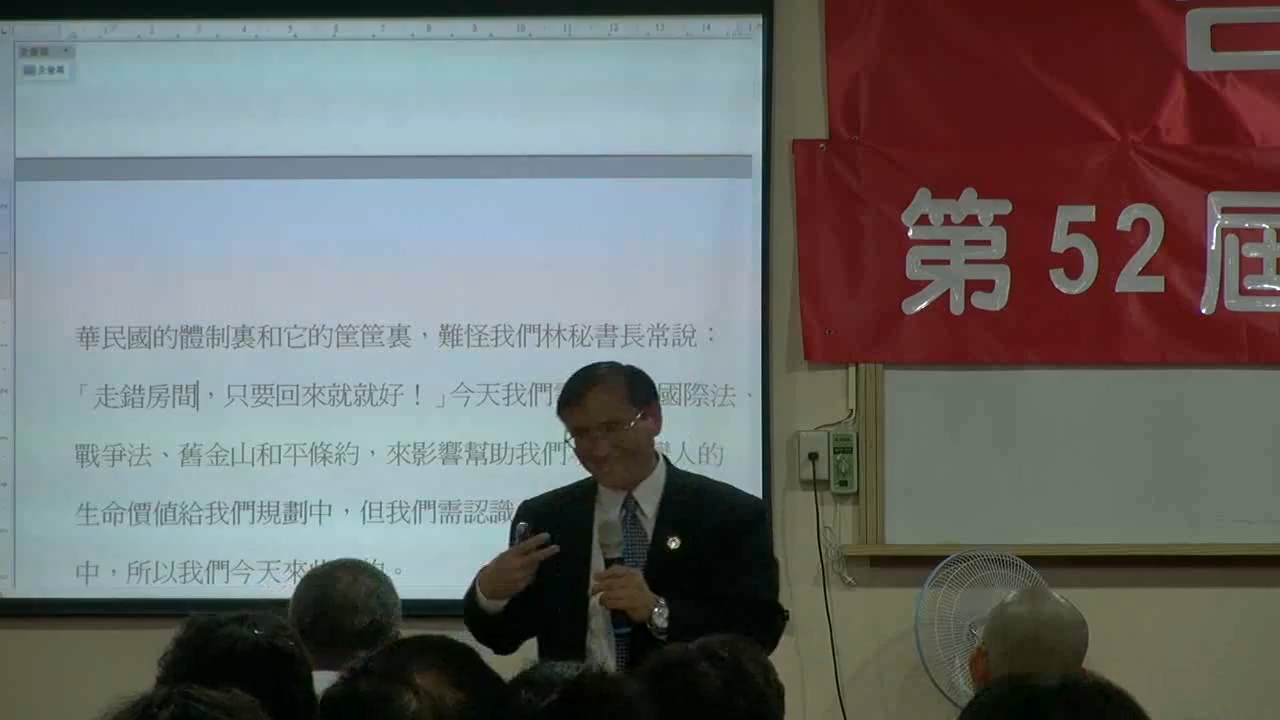 華民國的體制裏和它的筐筐裏，難怪我們林秘書長常說：
「走錯房間，只要回來就就好！」今天我們 國際法、
戰爭法、舊金山和平條約，來影響幫助我們 人的
生命價值給我們規劃中，但我們需認識
中，所以我們今天來 。
第 52 屆